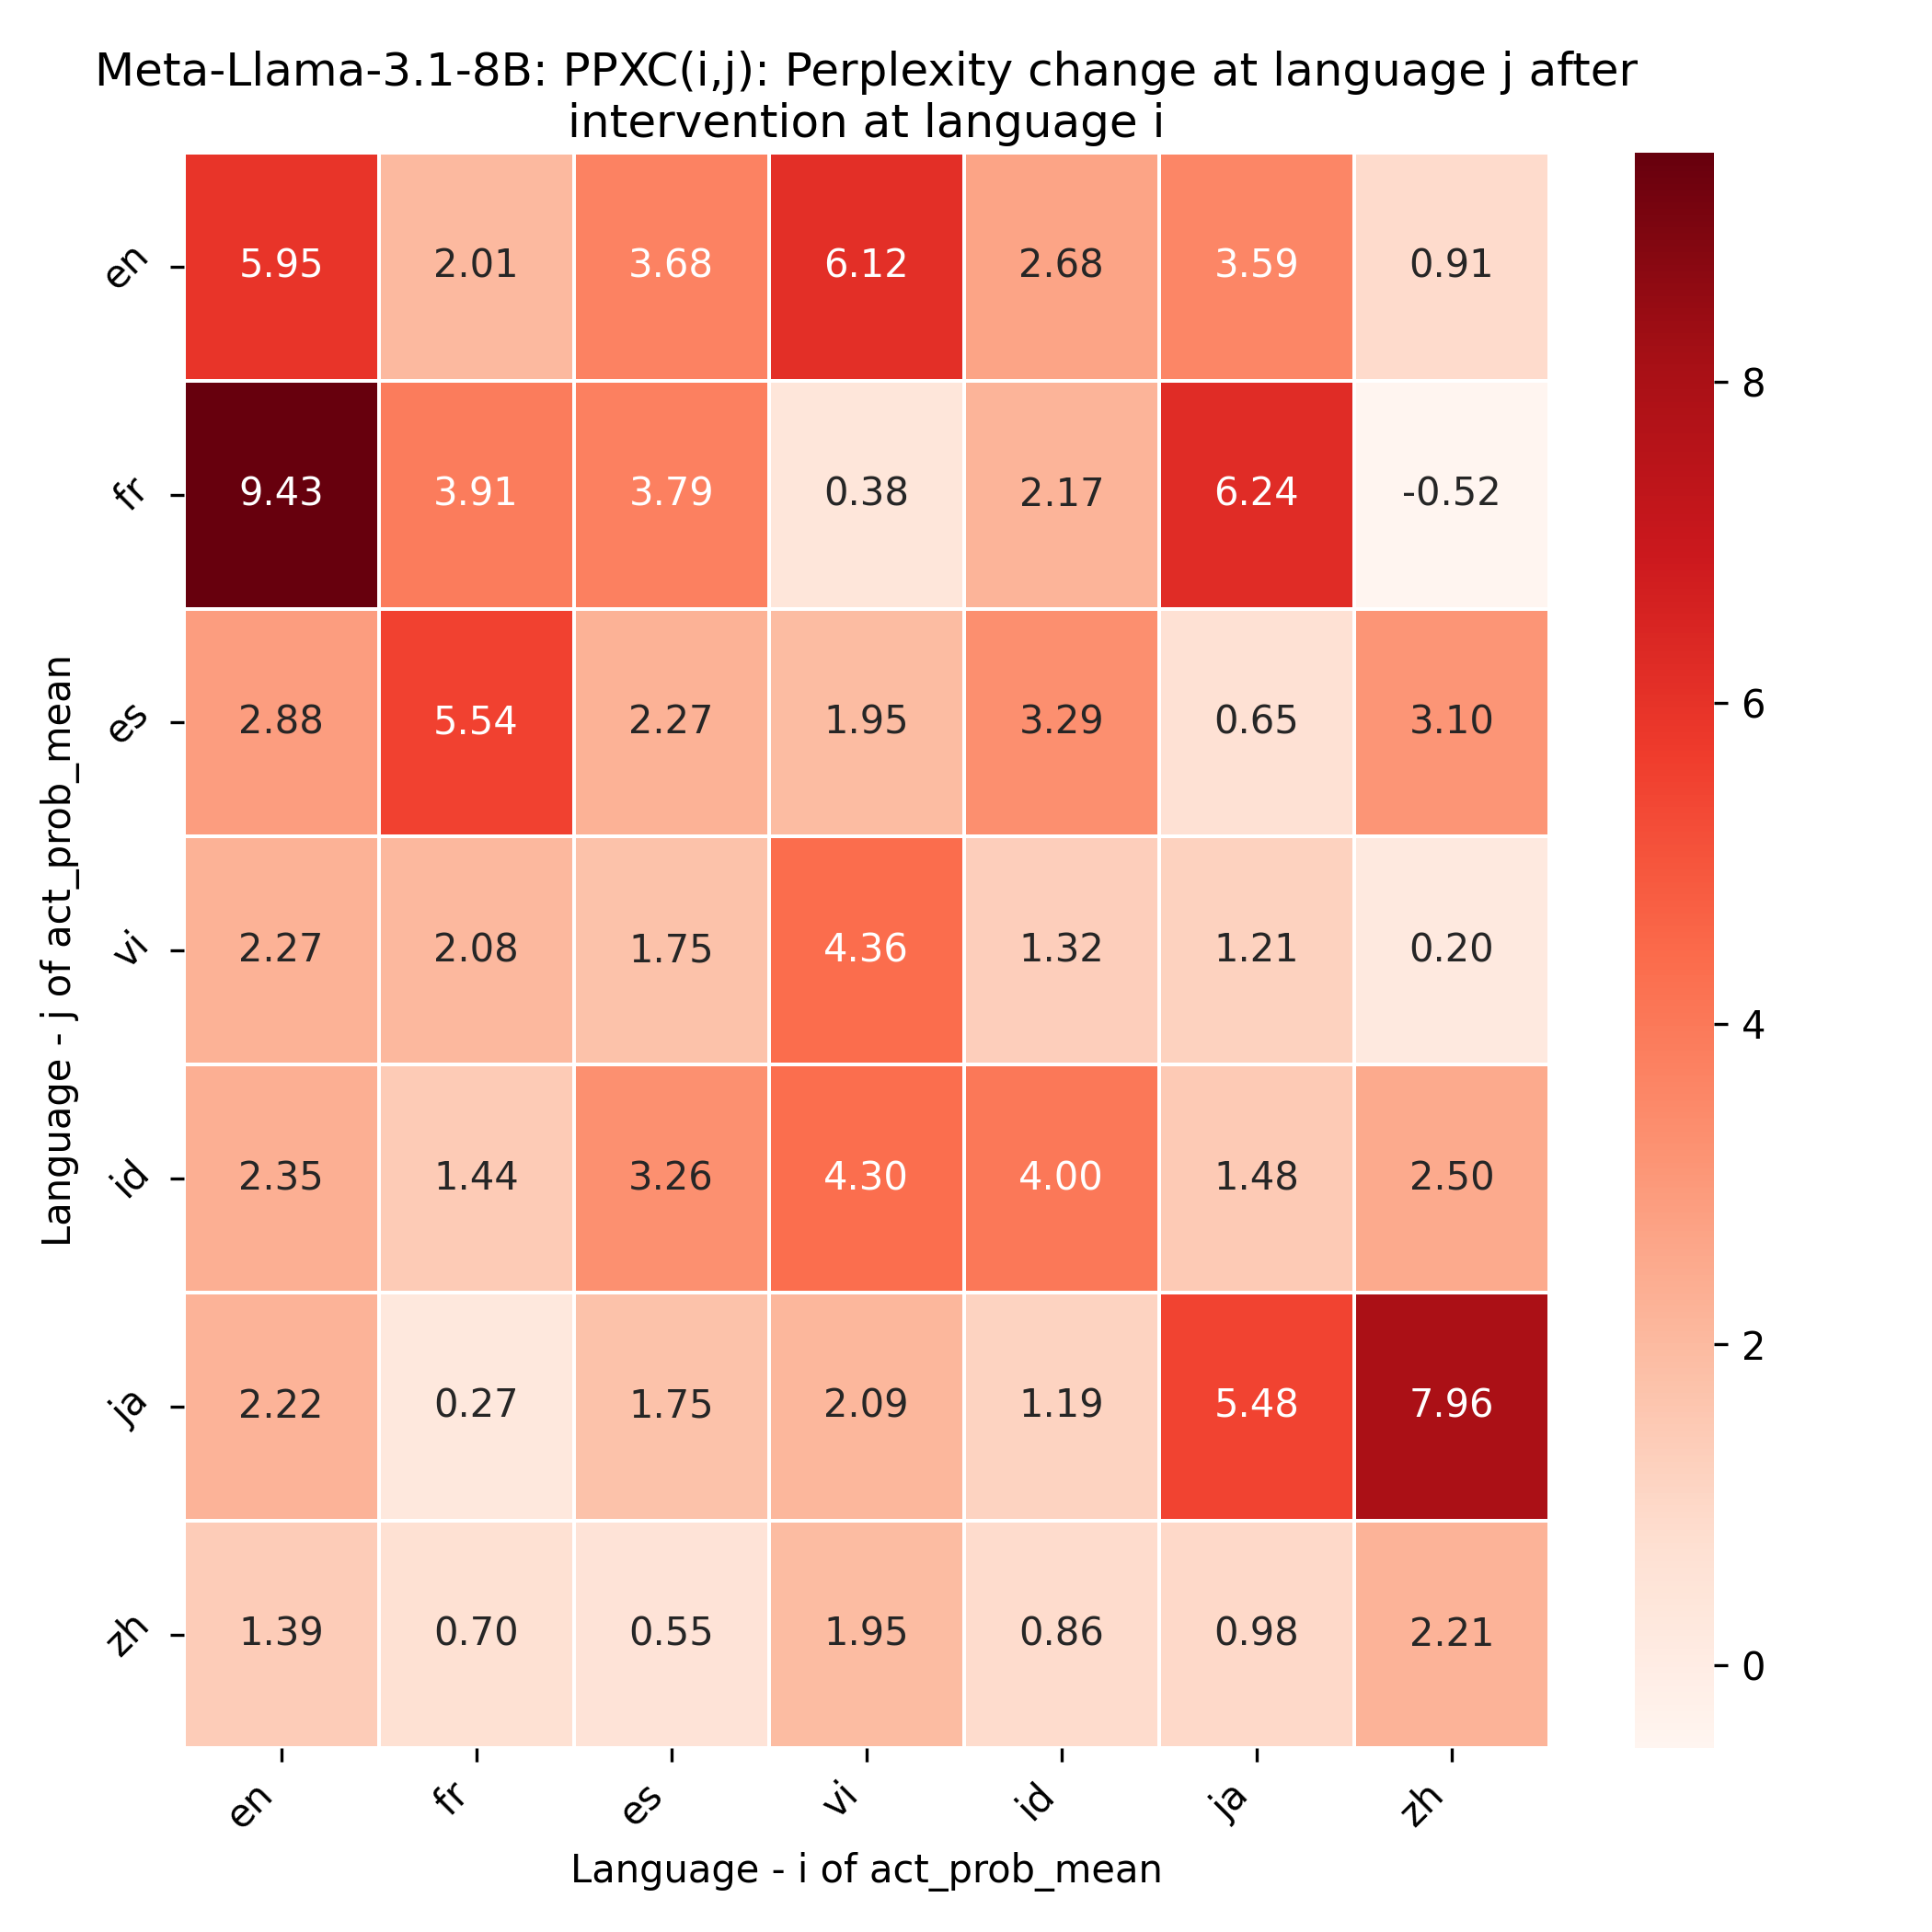 Meta-Llama-3.1-8B: PPXC(i,j): Perplexity change at language j after
intervention at language i
Language - j of act_prob_mean
en 5.95 2.01 3.68 6.12 2.68 3.59 0.91
fr 9.43 3.91 3.79 0.38 2.17 6.24 -0.52
es 2.88 5.54 2.27 1.95 3.29 0.65 3.10
vi 2.27 2.08 1.75 4.36 1.32 1.21 0.20
id 2.35 1.44 3.26 4.30 4.00 1.48 2.50
ja 2.22 0.27 1.75 2.09 1.19 5.48 7.96
zh 1.39 0.70 0.55 1.95 0.86 0.98 2.21
en fr es vi id ja zh
Language - i of act_prob_mean
8
6
4
2
0